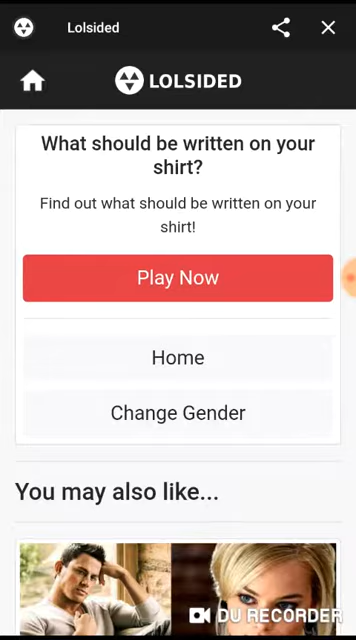 Lolsided
LOLSIDED
What should be written on your
shirt?
Find out what should be written on your
shirt!
Play Now
Home
Change Gender
You may also like...
DU RECORDER